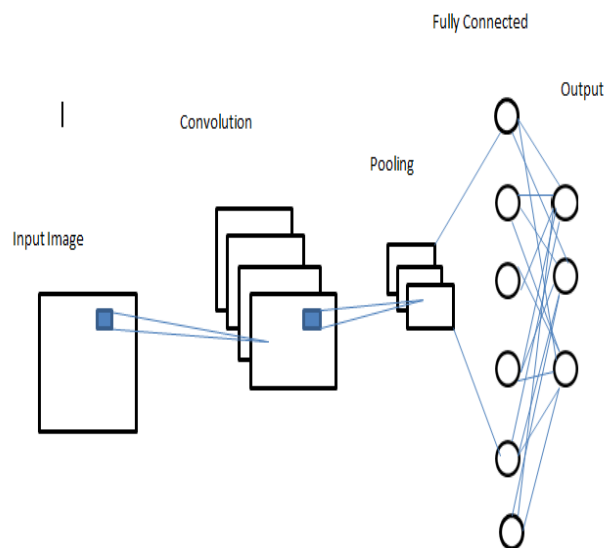 Fully Connected
Output
Convolution
Pooling
Input Image